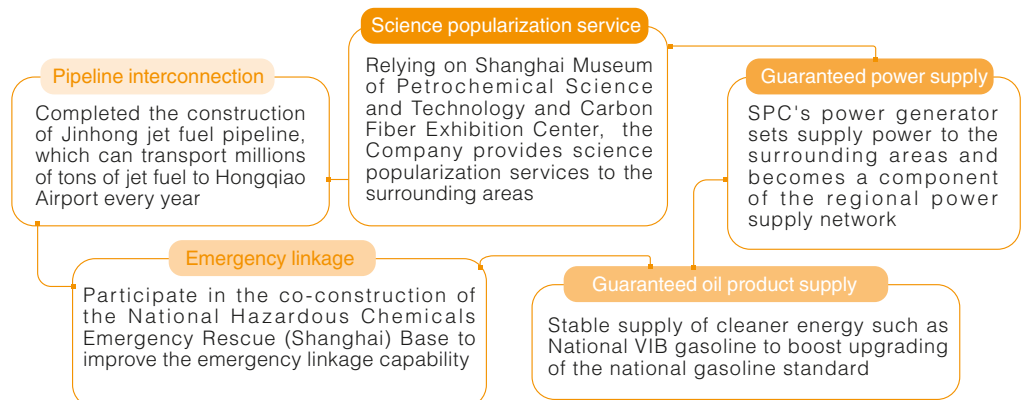 Science popularization service
Relying on Shanghai Museum
of Petrochemical Science
and Technology and Carbon
Fiber Exhibition Center, the
Company provides science
popularization services to the
surrounding areas
Pipeline interconnection
Completed the construction
of Jinhong jet fuel pipeline,
which can transport millions
of tons of jet fuel to Hongqiao
Airport every year
Guaranteed power supply
SPC's power generator
sets supply power to the
surrounding areas and
becomes a component
of the regional power
supply network
Emergency linkage
Participate in the co-construction of
the National Hazardous Chemicals
Emergency Rescue (Shanghai) Base to
improve the emergency linkage capability
Guaranteed oil product supply
Stable supply of cleaner energy such as
National VIB gasoline to boost upgrading
of the national gasoline standard